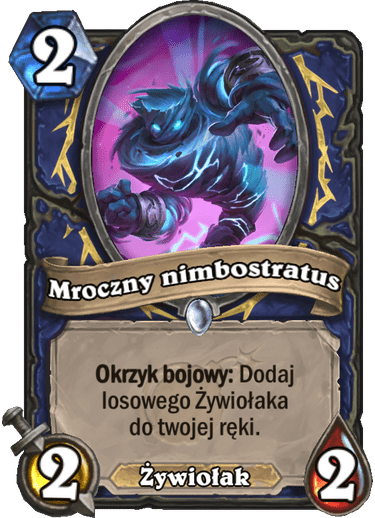 2
Mroczny nimbostratus
Okrzyk bojowy: Dodaj
losowego Żywiołaka
do twojej ręki.
2
Żywiołak
2